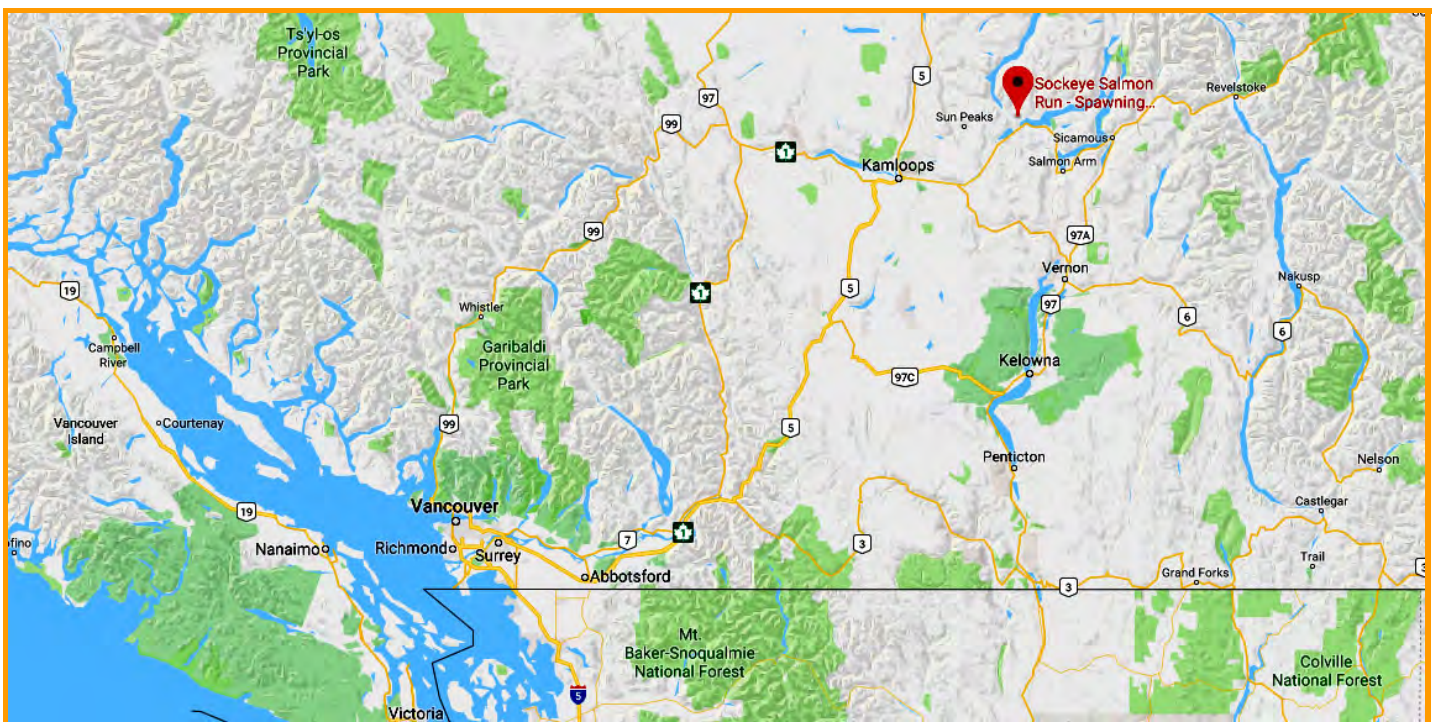 Ts'yl-os
Provincial
Park
5
97
99
Sockeye Salmon
Run - Spawning...
Revelstoke
Sun Peaks
Sicamous
1
Kamloops
Salmon Arm
99
97A
Vernon
Nakusp
19
1
5
97
6
6
Whistler
Campbell
River
Garibaldi
Provincial
Park
Kelowna
97C
Vancouver
Island
Courtenay
99
5
Penticton
Nelson
Vancouver
19
Castlegar
ofino
Nanaimo
Richmond
Surrey
7
1
3
Abbotsford
Trail
Grand Forks
3
3
Mt.
Baker-Snoqualmie
National Forest
Colville
National Forest
5
Victoria